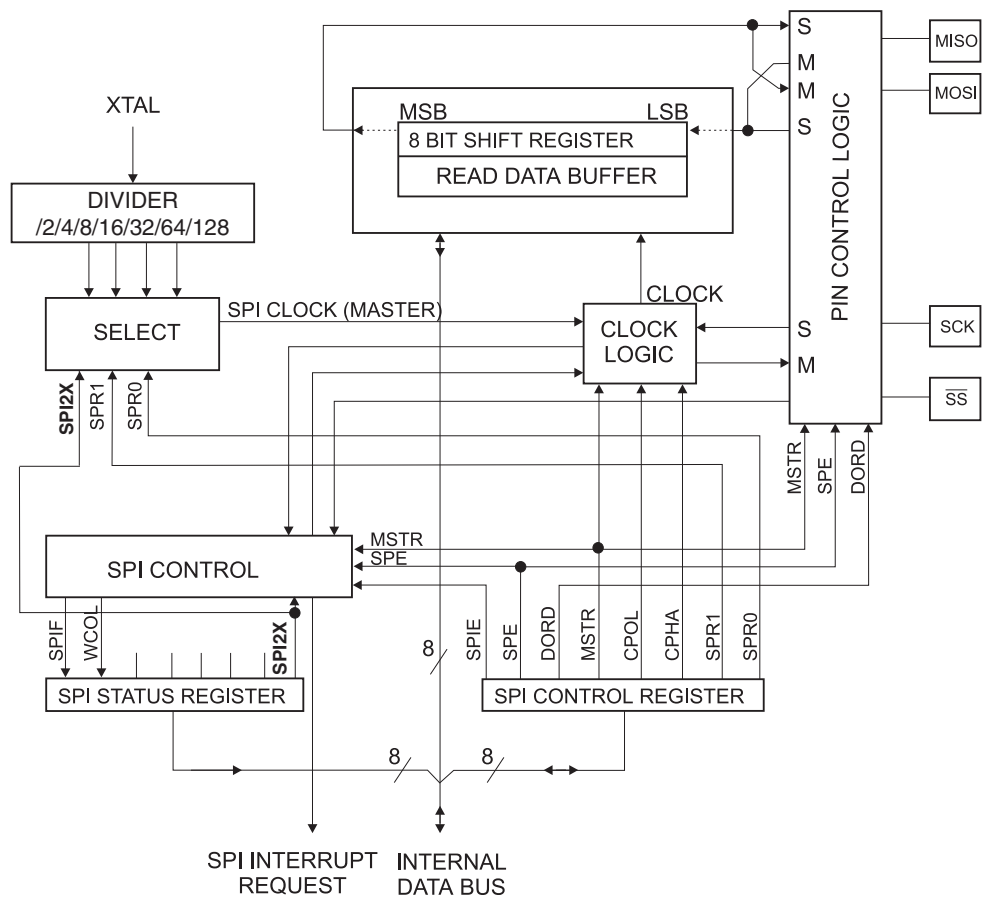 S
MISO
M
M
MOSI
XTAL
MSB
LSB
8 BIT SHIFT REGISTER
S
READ DATA BUFFER
PIN CONTROL LOGIC
DIVIDER
/2/4/8/16/32/64/128
SPI CLOCK (MASTER)
CLOCK
SELECT
CLOCK
LOGIC
S
SCK
M
SPI2X
SPR1
SPR0
SS
MSTR
SPE
DORD
MSTR
SPE
SPI CONTROL
SPIF
WCOL
SPI2X
8
SPIE
SPE
DORD
MSTR
CPOL
CPHA
SPR1
SPR0
SPI STATUS REGISTER
SPI CONTROL REGISTER
8
8
SPI INTERRUPT
REQUEST
INTERNAL
DATA BUS